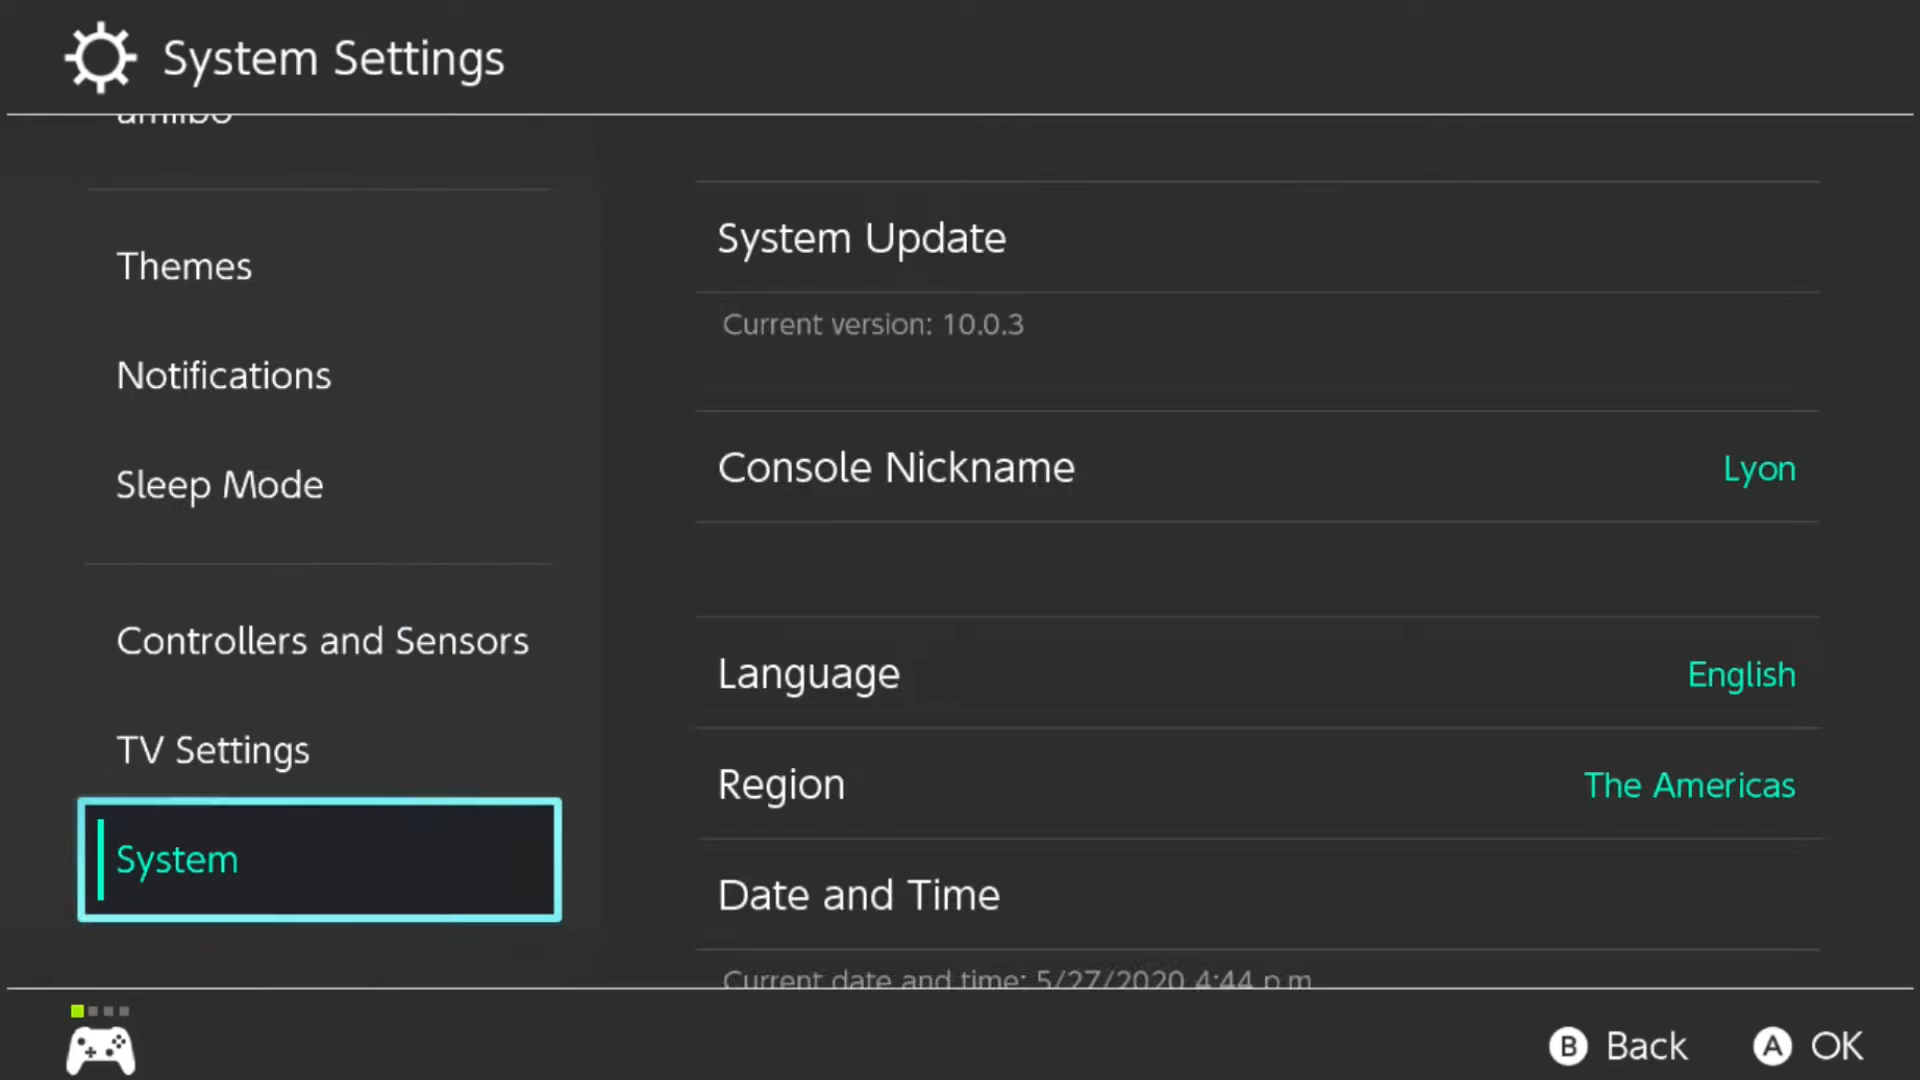 System Settings
amiibo
Themes
Notifications
Sleep Mode
Controllers and Sensors
TV Settings
System
System Update
Current version: 10.0.3
Console Nickname
Lyon
Language
English
Region
The Americas
Date and Time
Current date and time: 5/27/2020 4:44 p.m
B Back
A OK